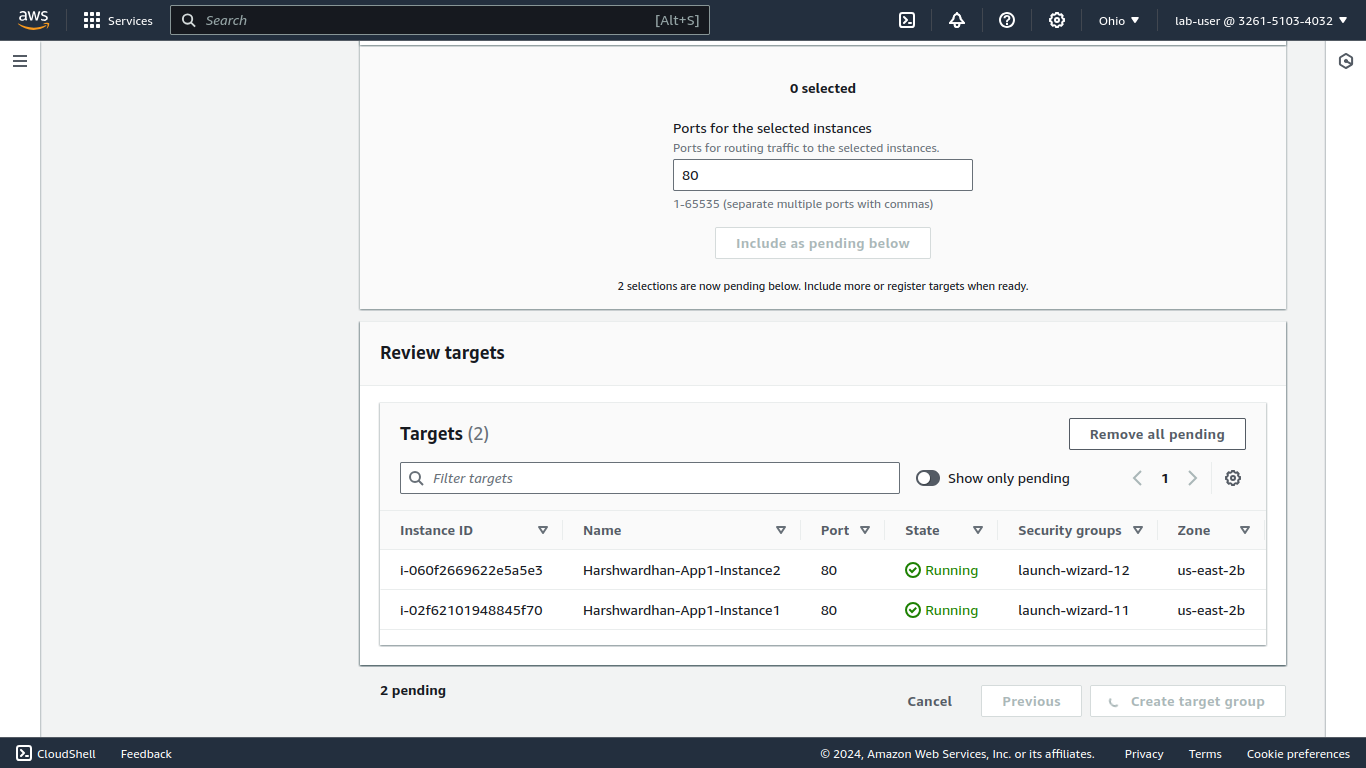 aws Services Search [Alt+S] Ohio lab-user @ 3261-5103-4032
0 selected
Ports for the selected instances
Ports for routing traffic to the selected instances.
80
1-65535 (separate multiple ports with commas)
Include as pending below
2 selections are now pending below. Include more or register targets when ready.
Review targets
Targets (2) Remove all pending
Filter targets Show only pending 1
Instance ID Name Port State Security groups Zone
i-060f2669622e5a5e3 Harshwardhan-App1-Instance2 80 Running launch-wizard-12 us-east-2b
i-02f62101948845f70 Harshwardhan-App1-Instance1 80 Running launch-wizard-11 us-east-2b
2 pending
Cancel Previous Create target group
CloudShell Feedback © 2024, Amazon Web Services, Inc. or its affiliates. Privacy Terms Cookie preferences